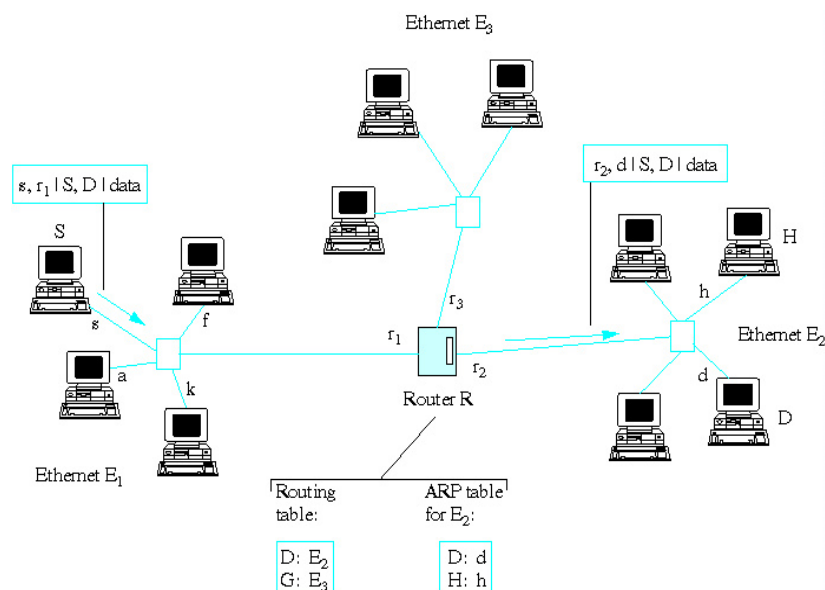 Ethernet E3
s, r1 | S, D | data
r2, d | S, D | data
S
H
f
h
r3
s
r1
Ethernet E2
a
r2
d
k
Router R
D
Ethernet E1
Routing table:
ARP table for E2:
D: E2
G: E3
D: d
H: h